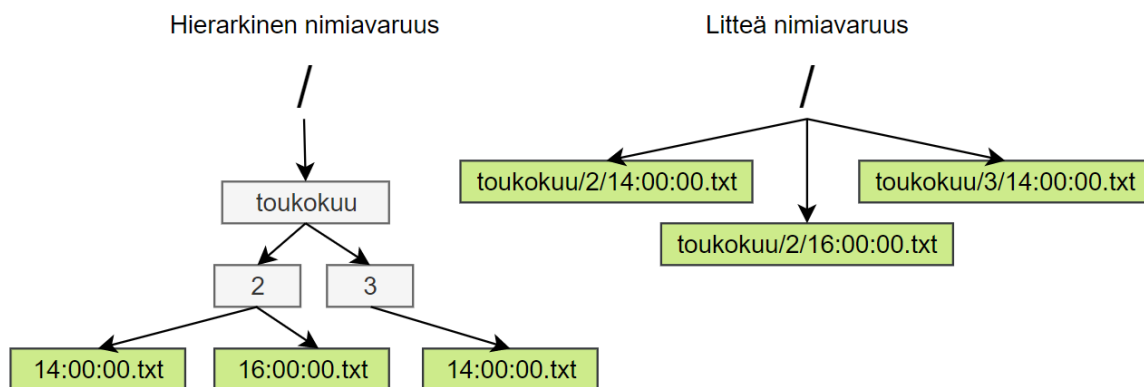 Hierarkinen nimiavaruus
/
toukokuu
2
3
14:00:00.txt
16:00:00.txt
14:00:00.txt
Litteä nimiavaruus
/
toukokuu/2/14:00:00.txt
toukokuu/3/14:00:00.txt
toukokuu/2/16:00:00.txt